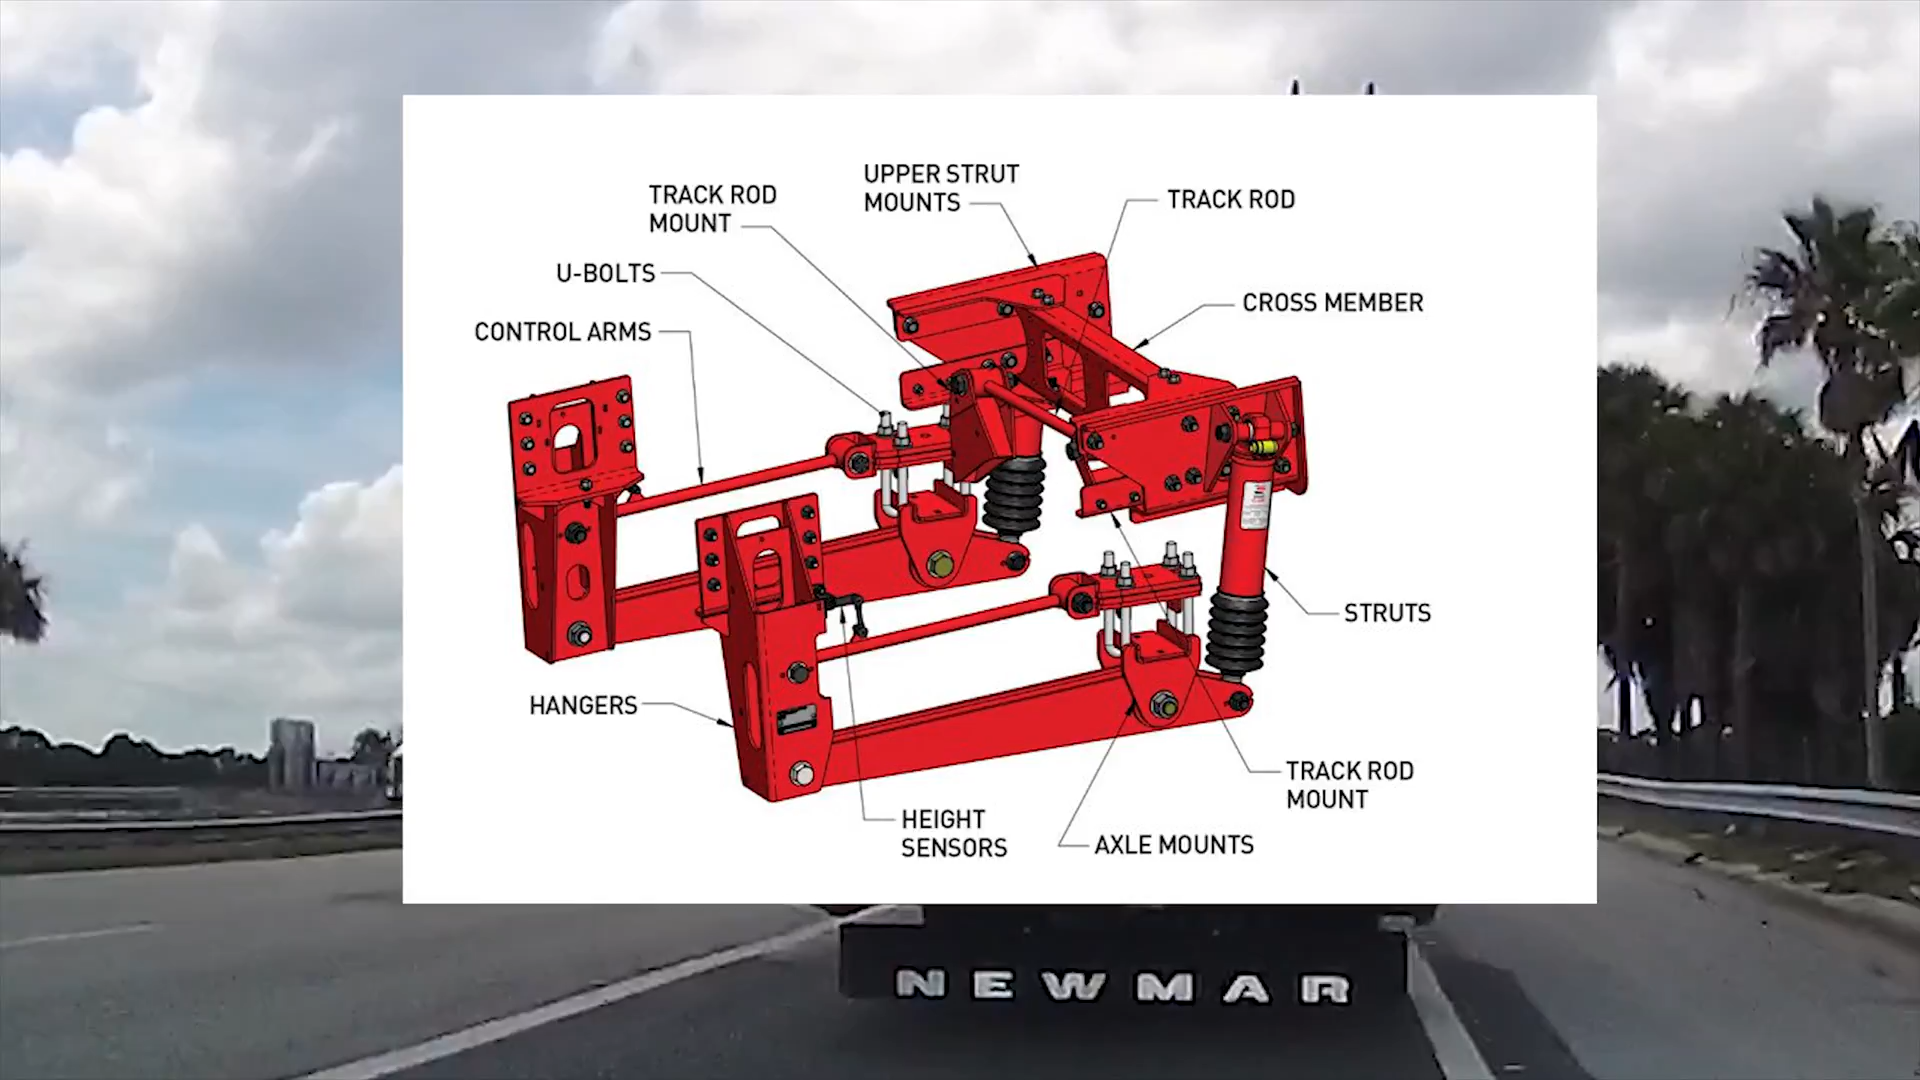 UPPER STRUT
MOUNTS
TRACK ROD
MOUNT
TRACK ROD
U-BOLTS
CROSS MEMBER
CONTROL ARMS
STRUTS
HANGERS
TRACK ROD
MOUNT
HEIGHT
SENSORS
AXLE MOUNTS
NEWMAR